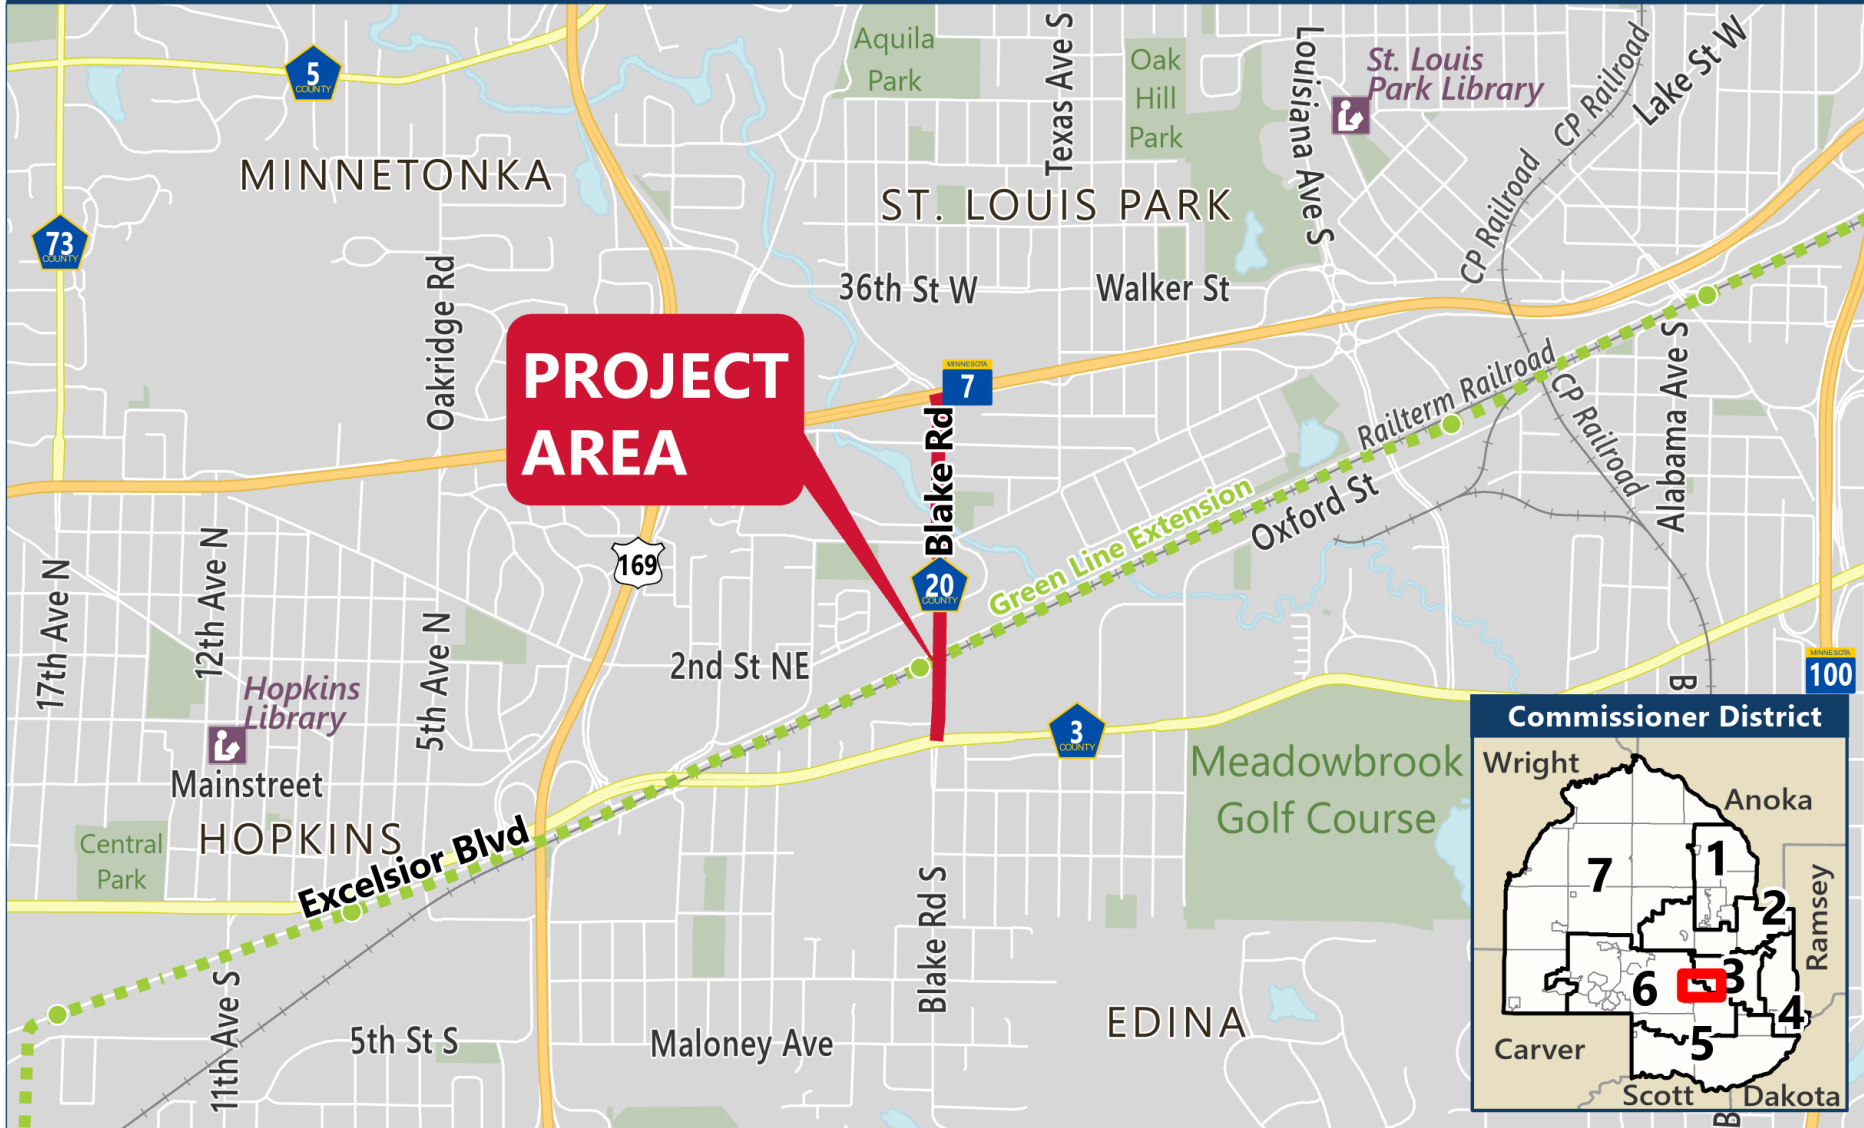 Aquila
Park
Texas Ave S
Oak
Hill
Park
Louisiana Ave S
St. Louis
Park Library
CP Railroad
Lake St W
5
COUNTY
MINNETONKA
ST. LOUIS PARK
CP Railroad
73
COUNTY
Oakridge Rd
36th St W
Walker St
PROJECT
AREA
MINNESOTA
7
Blake Rd
Railterm Railroad
CP Railroad
Alabama Ave S
Green Line Extension
Oxford St
169
20
COUNTY
17th Ave N
12th Ave N
5th Ave N
2nd St NE
Hopkins
Library
Mainstreet
HOPKINS
Central
Park
Excelsior Blvd
3
COUNTY
Meadowbrook
Golf Course
MINNESOTA
100
B
Blake Rd S
11th Ave S
5th St S
Maloney Ave
EDINA
Commissioner District
Wright
Anoka
7
1
2
Ramsey
6
3
4
5
Carver
Scott
Dakota
B